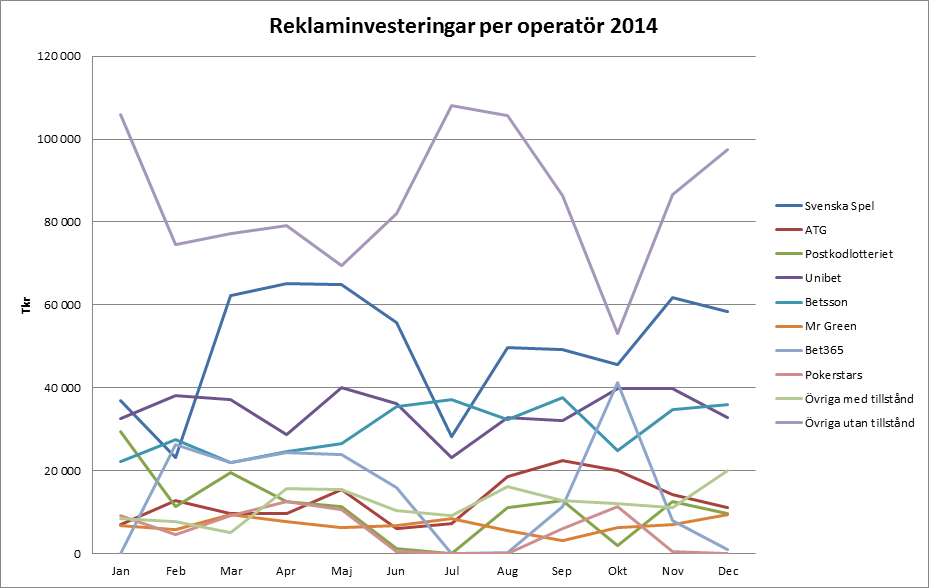 Reklaminvesteringar per operatör 2014
120 000
100 000
80 000
60 000
40 000
20 000
0
Tkr
Jan Feb Mar Apr Maj Jun Jul Aug Sep Okt Nov Dec
Svenska Spel
ATG
Postkodlotteriet
Unibet
Betsson
Mr Green
Bet365
Pokerstars
Övriga med tillstånd
Övriga utan tillstånd